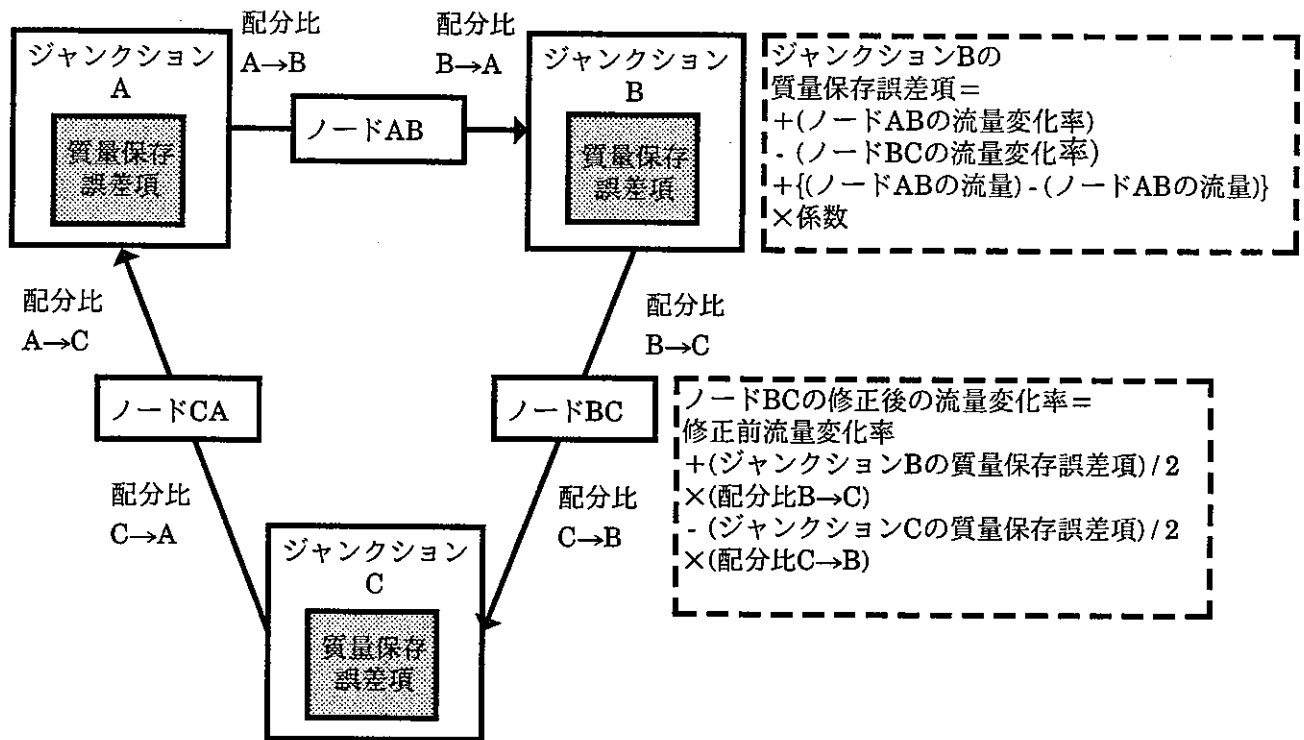 配分比
A→B
配分比
B→A
ジャンクション
A
質量保存
誤差項
ノードAB
ジャンクション
B
質量保存
誤差項
ジャンクションBの
質量保存誤差項＝
+(ノードABの流量変化率)
- (ノードBCの流量変化率)
+{(ノードABの流量) - (ノードABの流量)}
×係数
配分比
A→C
配分比
B→C
ノードCA
ノードBC
ノードBCの修正後の流量変化率＝
修正前流量変化率
+(ジャンクションBの質量保存誤差項) / 2
×(配分比B→C)
- (ジャンクションCの質量保存誤差項) / 2
×(配分比C→B)
配分比
C→A
配分比
C→B
ジャンクション
C
質量保存
誤差項